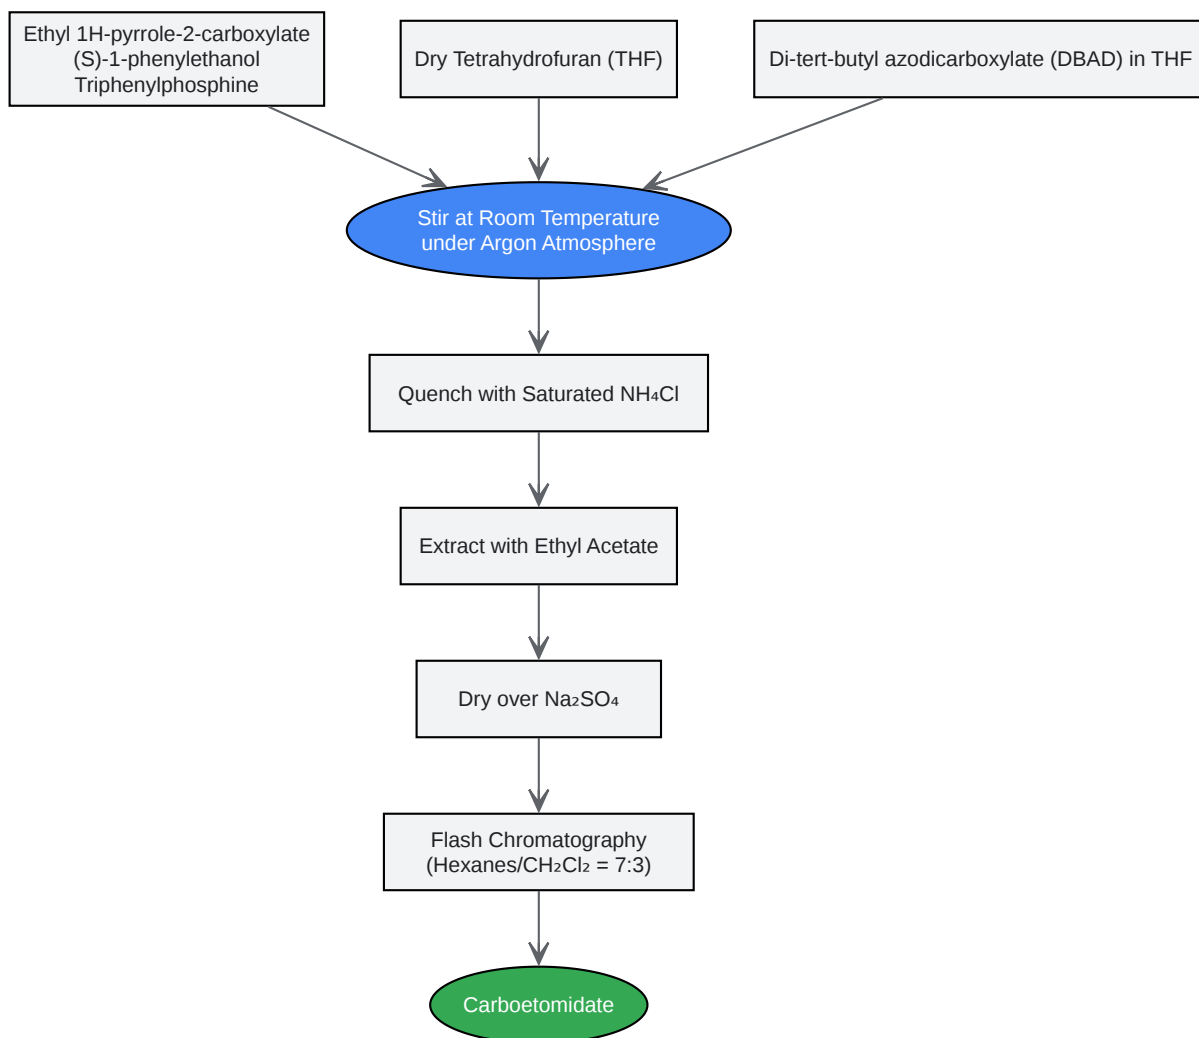 Ethyl 1H-pyrrole-2-carboxylate
(S)-1-phenylethanol
Triphenylphosphine
Dry Tetrahydrofuran (THF)
Di-tert-butyl azodicarboxylate (DBAD) in THF
Stir at Room Temperature
under Argon Atmosphere
Quench with Saturated NH₄Cl
Extract with Ethyl Acetate
Dry over Na₂SO₄
Flash Chromatography
(Hexanes/CH₂Cl₂ = 7:3)
Carboetomidate